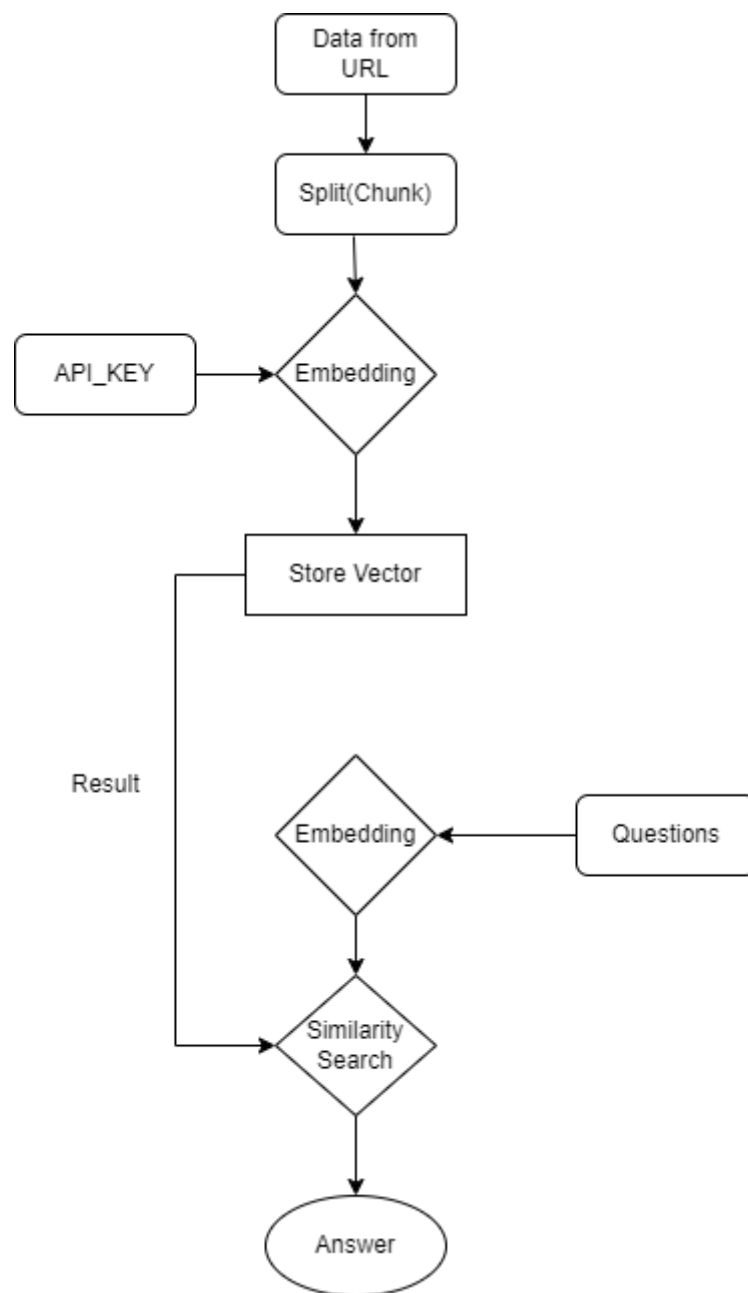 Data from
URL
Split(Chunk)
API_KEY
Embedding
Store Vector
Result
Embedding
Questions
Similarity
Search
Answer